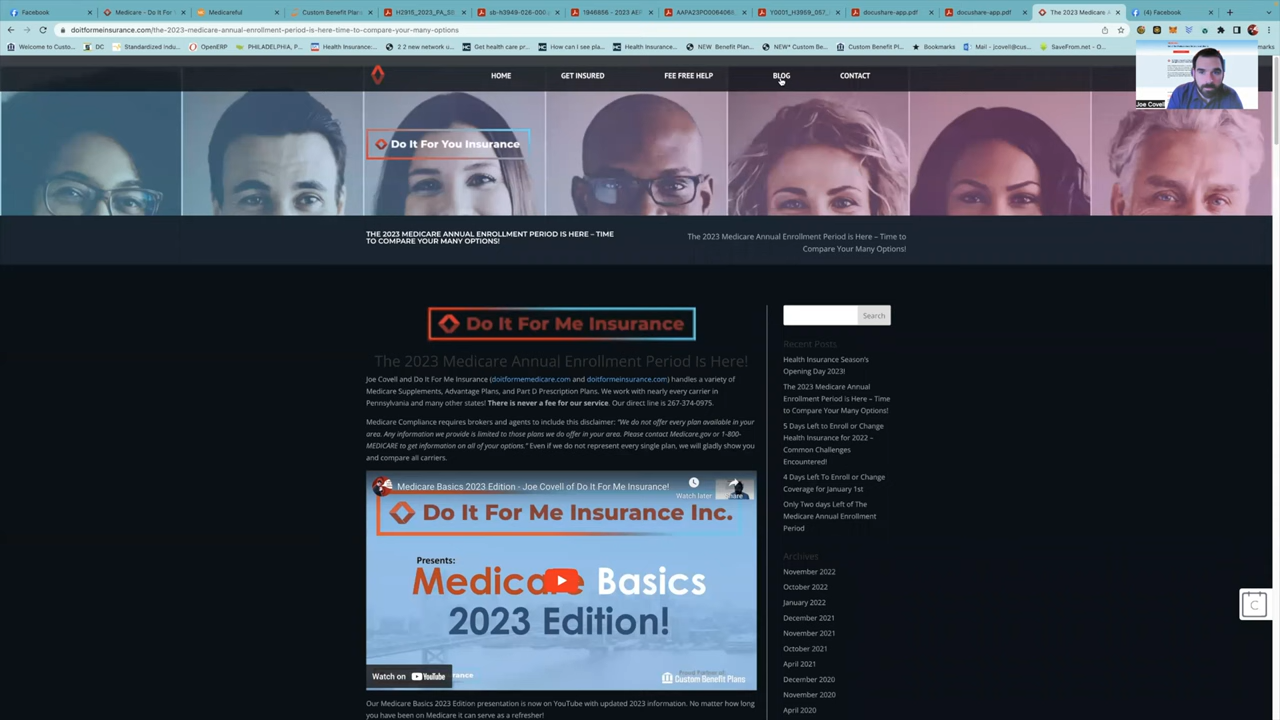 Facebook
Medicare - Do It F
Medicareful
Custom Benefit Plan
H2915_2023_PA_SB
sb-h3949-026-000
1946656 - 2023 AEP
AAPA23PO0064068
Y0001_H3959_057_
docushare-app.pdf
docushare-app.pdf
The 2023 Medicare A
(4) Facebook
doitformeinsurance.com/the-2023-medicare-annual-enrollment-period-is-here-time-to-compare-your-many-options/
Welcome to Custo...
DC
Standardized Indu...
OpenERP
PHILADELPHIA, P...
Health Insurance:...
2 2 new network u...
Get health care pr...
How can i see pla...
Health Insurance...
NEW Benefit Plan...
NEW* Custom Be...
Custom Benefit Pl...
Bookmarks
Mail - jcovell@cus...
SaveFrom.net - O...
HOME
GET INSURED
FEE FREE HELP
BLOG
CONTACT
Joe Covell
Do It For You Insurance
THE 2023 MEDICARE ANNUAL ENROLLMENT PERIOD IS HERE – TIME
TO COMPARE YOUR MANY OPTIONS!
The 2023 Medicare Annual Enrollment Period is Here – Time to
Compare Your Many Options!
Do It For Me Insurance
The 2023 Medicare Annual Enrollment Period Is Here!
Joe Covell and Do It For Me Insurance (doitformemedicare.com and doitformeinsurance.com) handles a variety of
Medicare Supplements, Advantage Plans, and Part D Prescription Plans. We work with nearly every carrier in
Pennsylvania and many other states! There is never a fee for our service. Our direct line is 267-374-0975.
Medicare Compliance requires brokers and agents to include this disclaimer: "We do not offer every plan available in your
area. Any information we provide is limited to those plans we do offer in your area. Please contact Medicare.gov or 1-800-
MEDICARE to get information on all of your options." Even if we do not represent every single plan, we will gladly show you
and compare all carriers.
Medicare Basics 2023 Edition - Joe Covell of Do It For Me Insurance!
Watch later
Share
Do It For Me Insurance Inc.
Presents:
Medicare Basics
2023 Edition!
Watch on YouTube
Proud Partner of
Custom Benefit Plans
Our Medicare Basics 2023 Edition presentation is now on YouTube with updated 2023 information. No matter how long
you have been on Medicare it can serve as a refresher!
Search
Recent Posts
Health Insurance Season's
Opening Day 2023!
The 2023 Medicare Annual
Enrollment Period is Here – Time
to Compare Your Many Options!
5 Days Left to Enroll or Change
Health Insurance for 2022 –
Common Challenges
Encountered!
4 Days Left To Enroll or Change
Coverage for January 1st
Only Two days Left of The
Medicare Annual Enrollment
Period
Archives
November 2022
October 2022
January 2022
December 2021
November 2021
October 2021
April 2021
December 2020
November 2020
April 2020